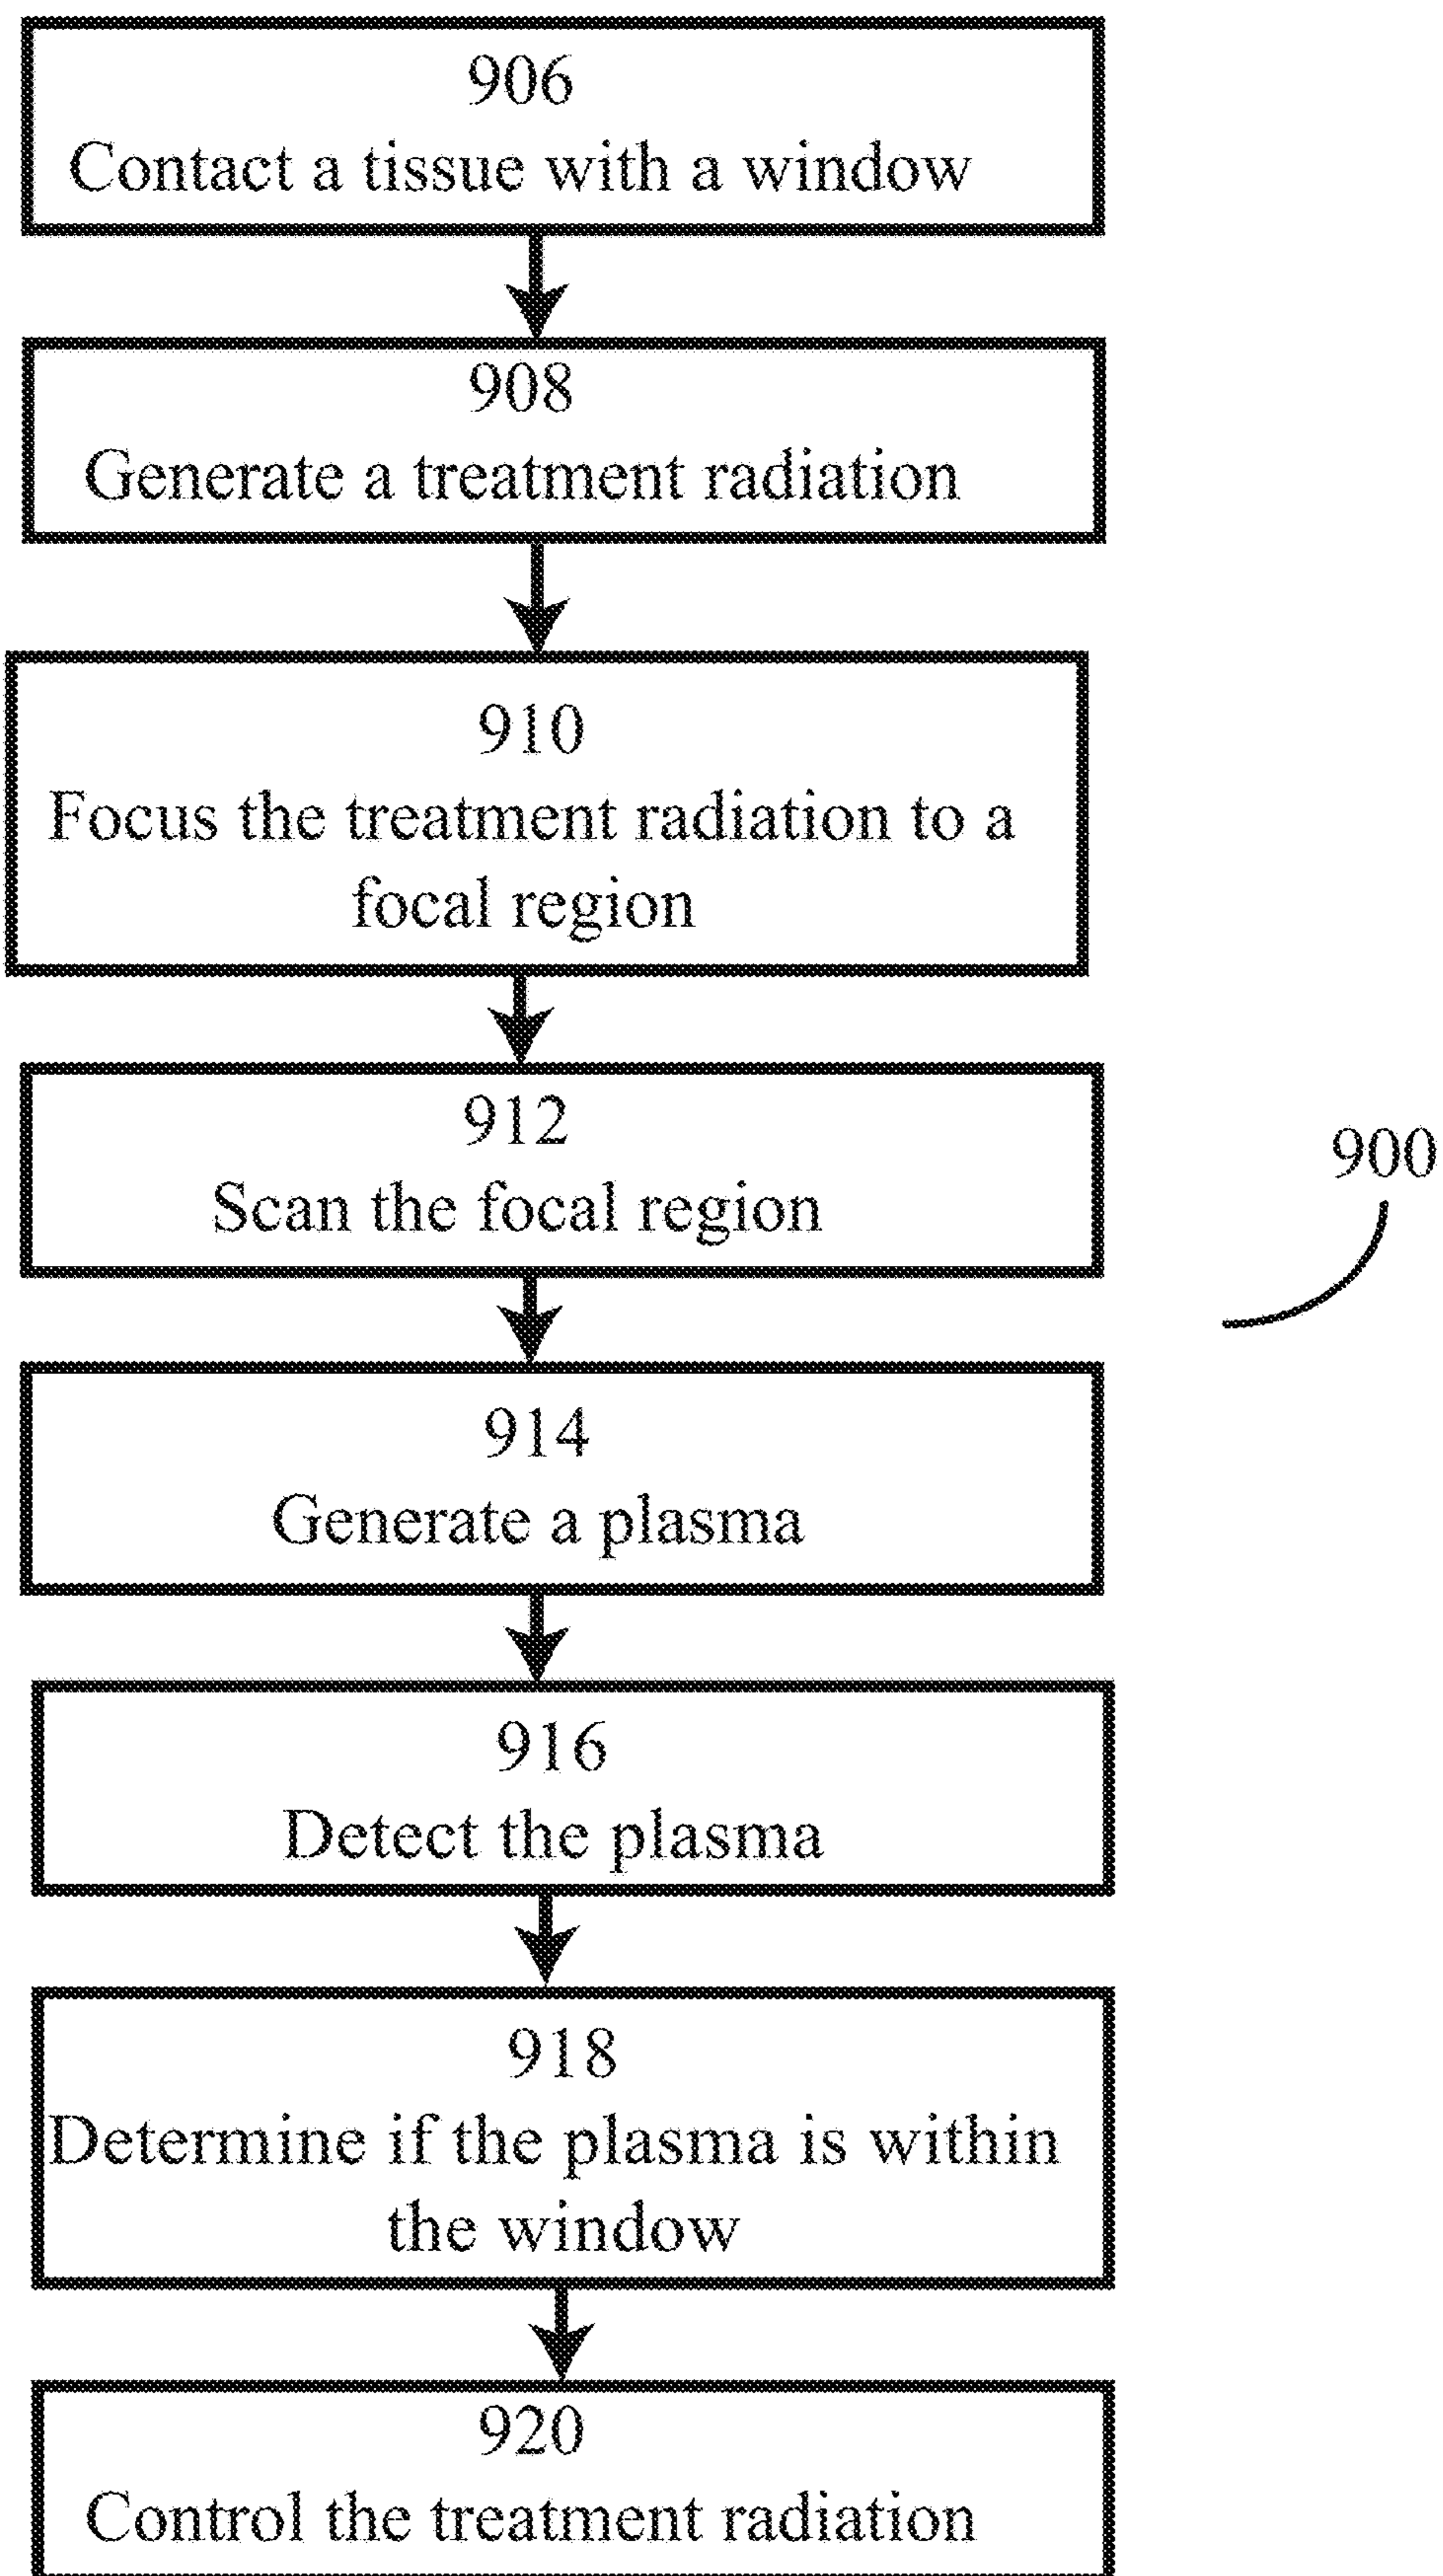 906
Contact a tissue with a window
908
Generate a treatment radiation
910
Focus the treatment radiation to a
focal region
912
Scan the focal region
900
914
Generate a plasma
916
Detect the plasma
918
Determine if the plasma is within
the window
920
Control the treatment radiation